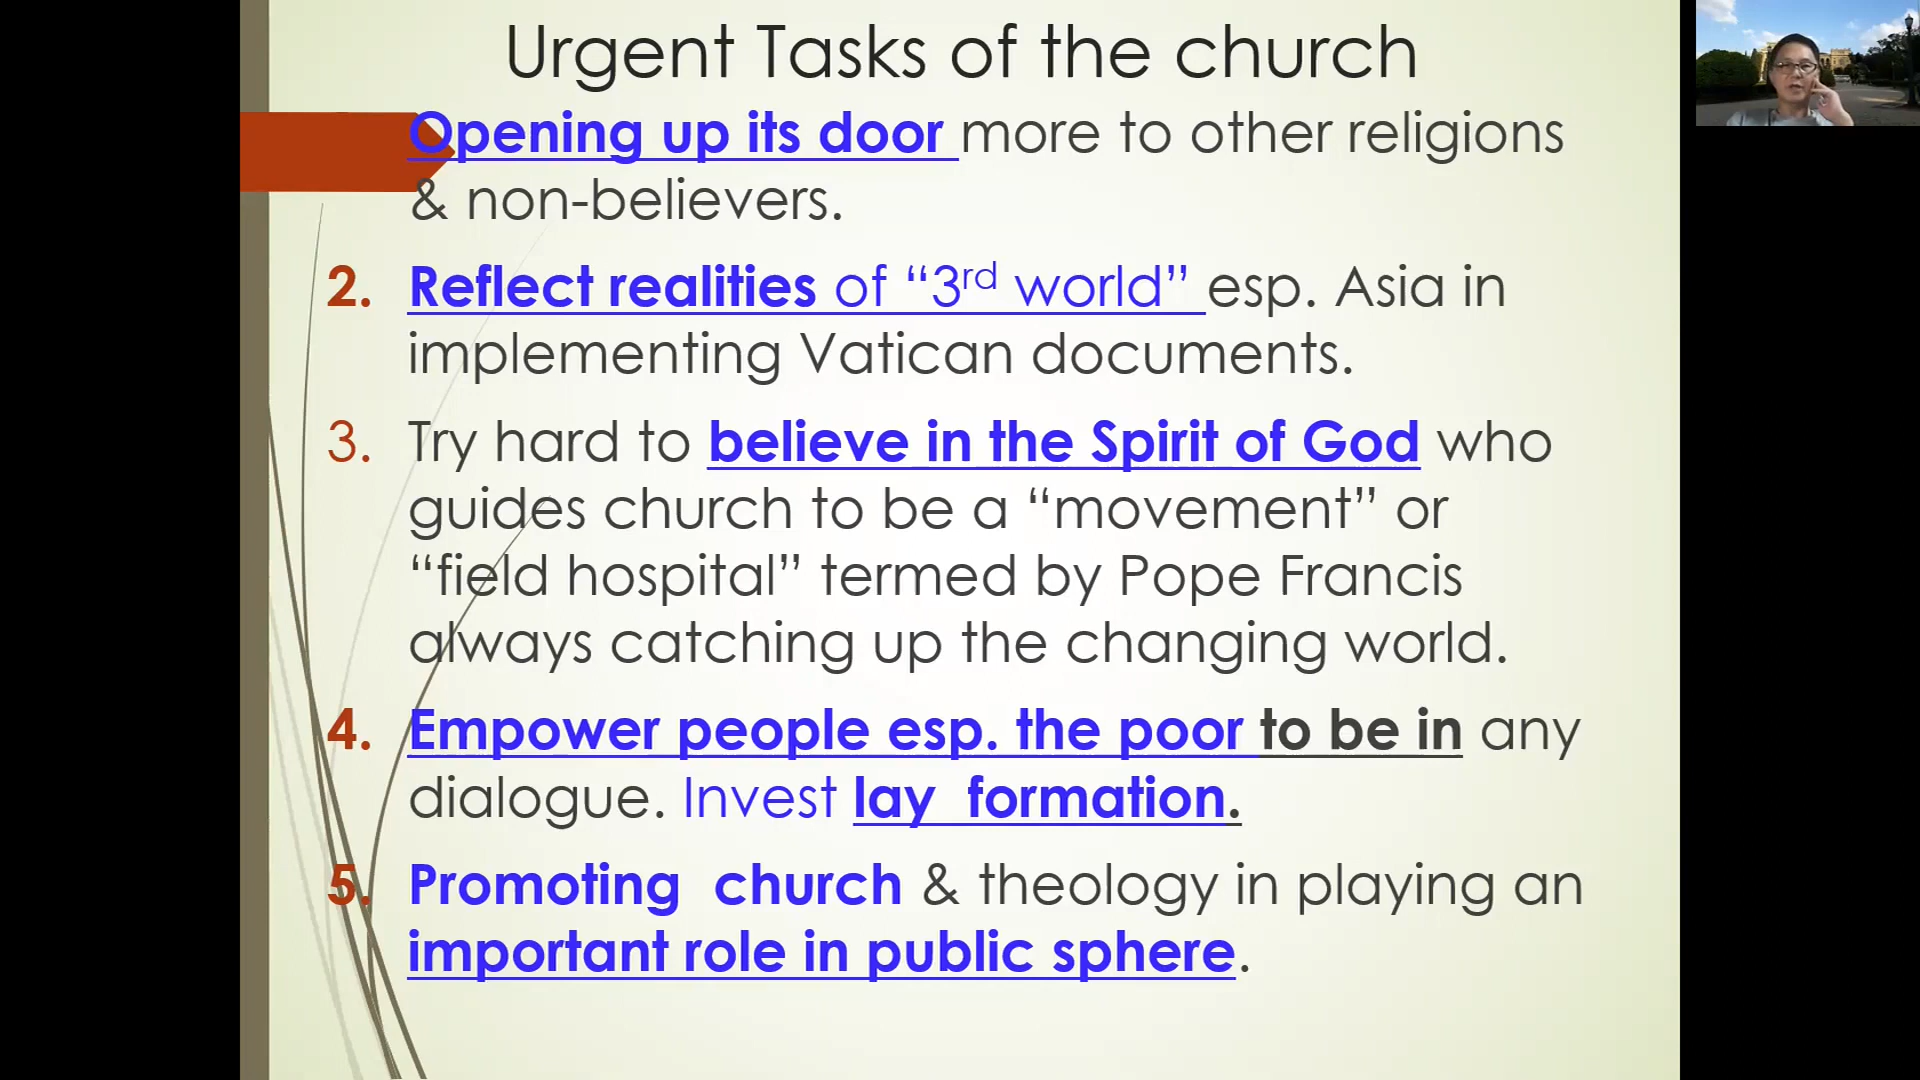 Urgent Tasks of the church
Opening up its door more to other religions
& non-believers.
2. Reflect realities of “3rd world” esp. Asia in
implementing Vatican documents.
3. Try hard to believe in the Spirit of God who
guides church to be a “movement” or
“field hospital” termed by Pope Francis
always catching up the changing world.
4. Empower people esp. the poor to be in any
dialogue. Invest lay formation.
5. Promoting church & theology in playing an
important role in public sphere.